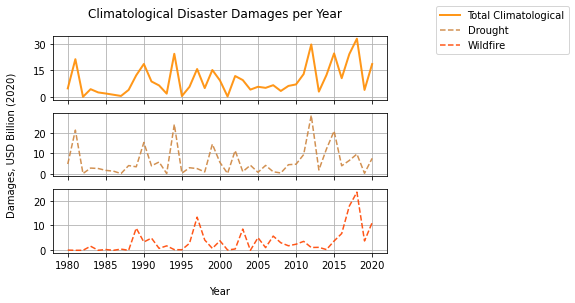 Climatological Disaster Damages per Year
Total Climatological
Drought
Wildfire
Damages, USD Billion (2020)
30
15
0
20
10
0
20
10
0
1980 1985 1990 1995 2000 2005 2010 2015 2020
Year